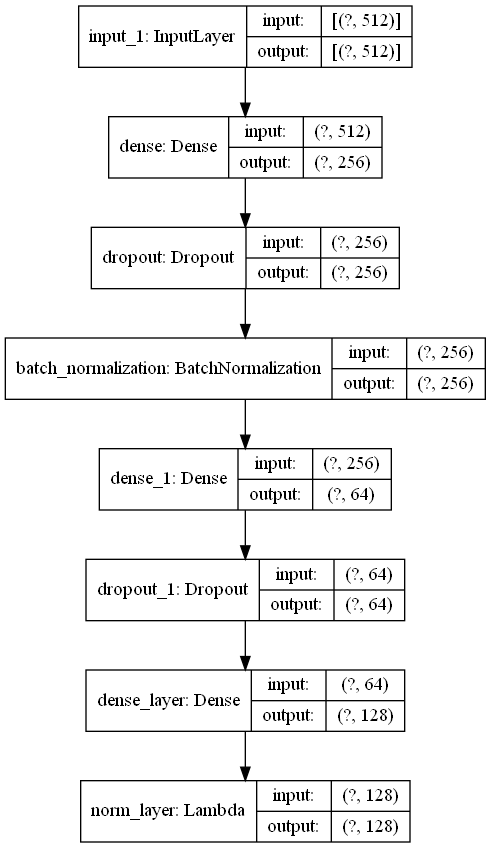 input_1: InputLayer
input: [(?, 512)]
output: [(?, 512)]
dense: Dense
input: (?, 512)
output: (?, 256)
dropout: Dropout
input: (?, 256)
output: (?, 256)
batch_normalization: BatchNormalization
input: (?, 256)
output: (?, 256)
dense_1: Dense
input: (?, 256)
output: (?, 64)
dropout_1: Dropout
input: (?, 64)
output: (?, 64)
dense_layer: Dense
input: (?, 64)
output: (?, 128)
norm_layer: Lambda
input: (?, 128)
output: (?, 128)